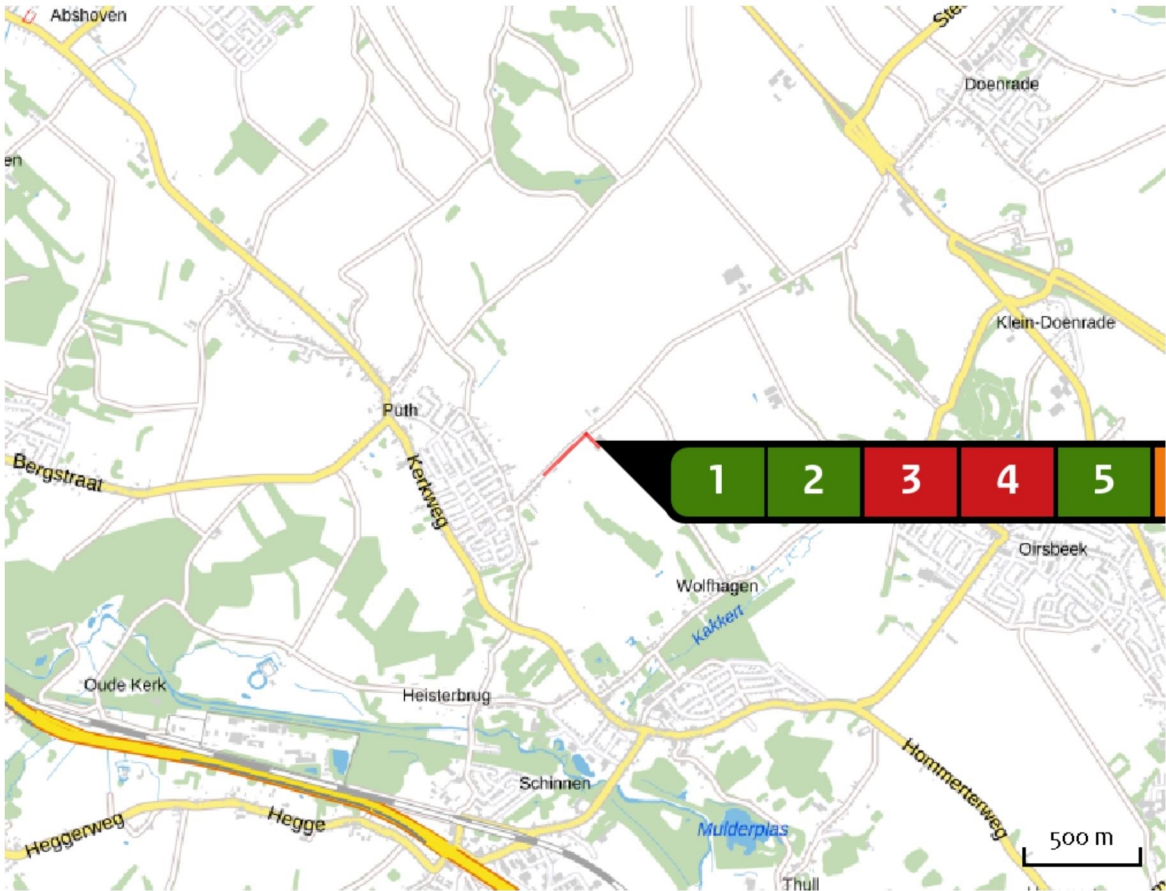 Abshoven
Doenrade
Klein-Doenrade
Puth
Bergstraat
Kerkweg
1 2 3 4 5
Oirsbeek
Wolfhagen
Kakkert
Oude Kerk
Heisterbrug
Schinnen
Hommerterweg
Heggerweg
Hegge
Mulderplas
500 m
Thull